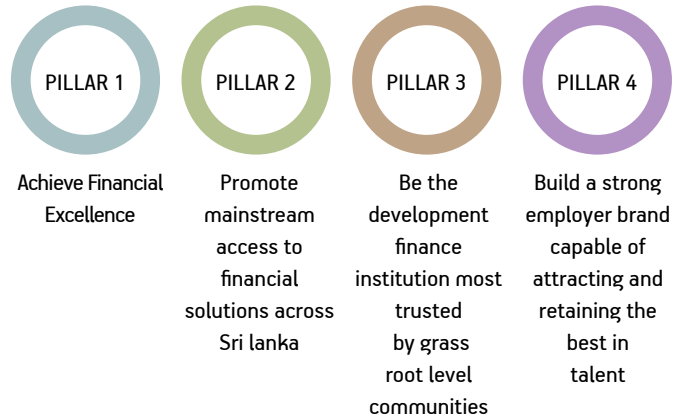 PILLAR 1
Achieve Financial
Excellence
PILLAR 2
Promote
mainstream
access to
financial
solutions across
Sri lanka
PILLAR 3
Be the
development
finance
institution most
trusted
by grass
root level
communities
PILLAR 4
Build a strong
employer brand
capable of
attracting and
retaining the
best in
talent